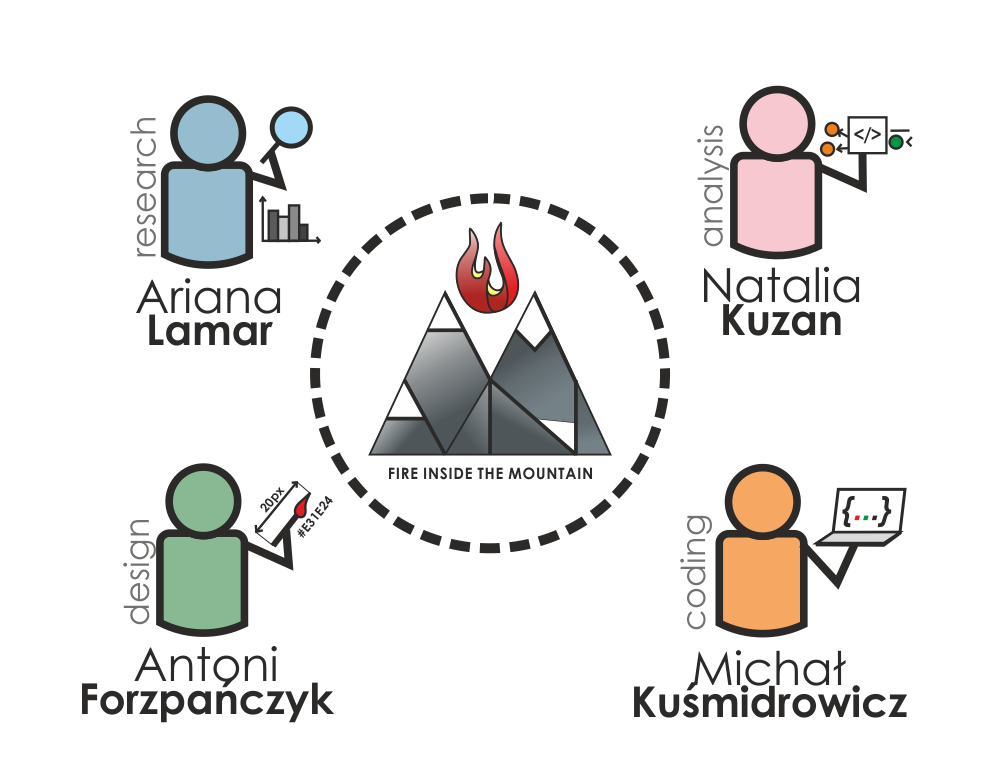 research
Ariana
Lamar
analysis
</>
Natalia
Kuzan
FIRE INSIDE THE MOUNTAIN
design
20px
#E31E24
Antoni
Forzpańczyk
coding
{...}
Michał
Kuśmidrowicz